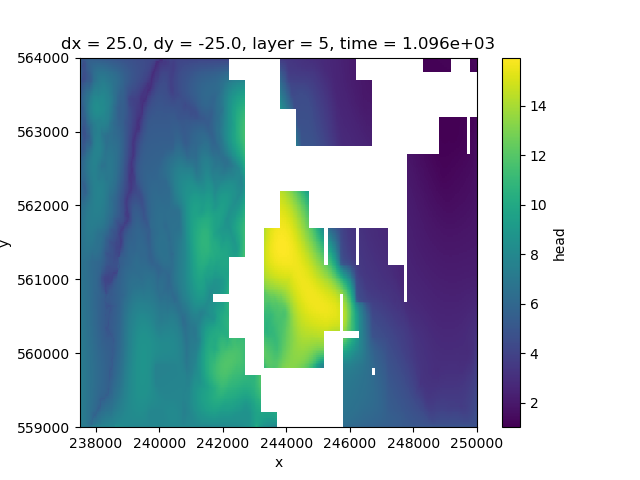 dx = 25.0, dy = -25.0, layer = 5, time = 1.096e+03
564000
563000
562000
561000
560000
559000
y
238000 240000 242000 244000 246000 248000 250000
x
14
12
10
8
6
4
2
head